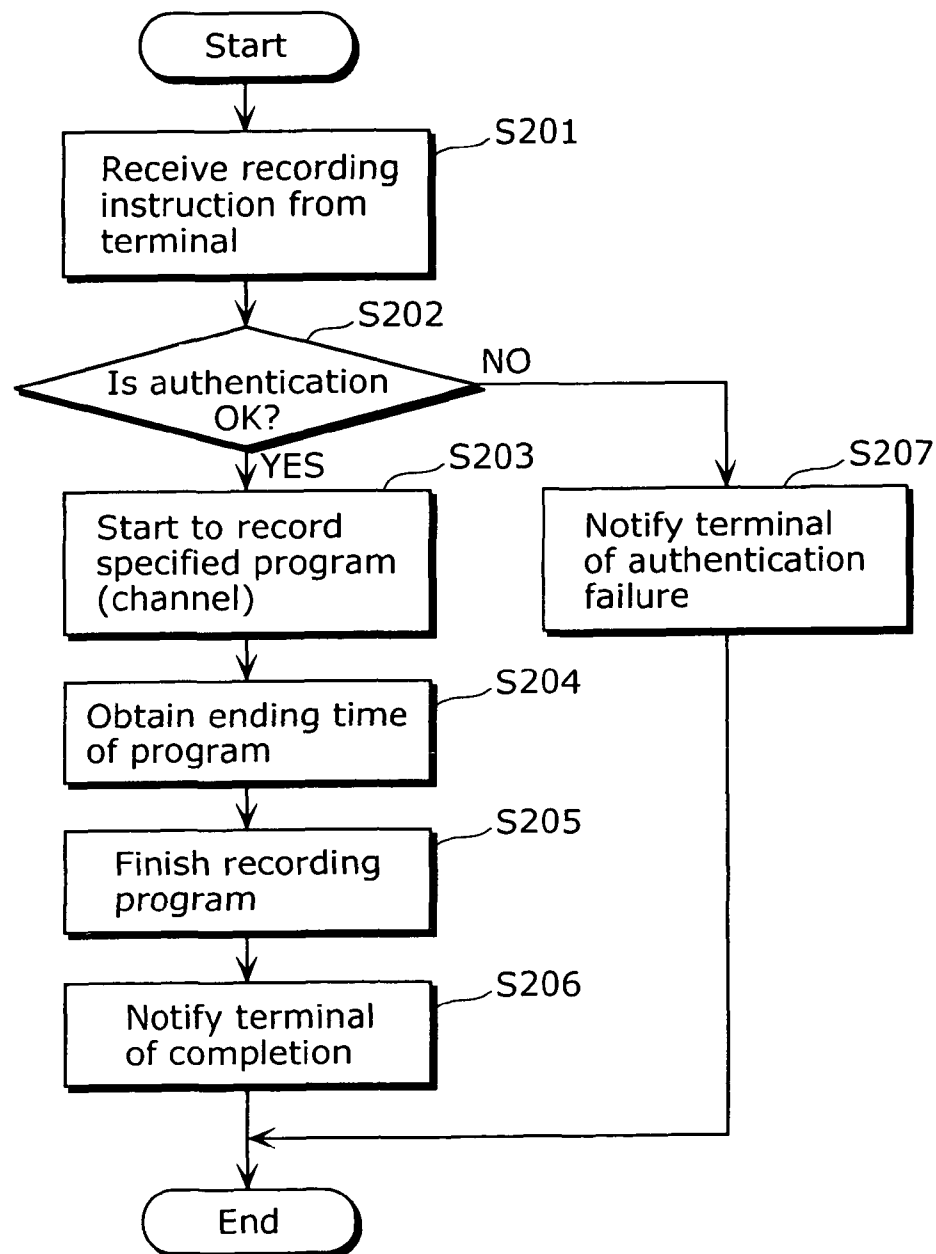 Start
S201
Receive recording
instruction from
terminal
S202
Is authentication
OK?
NO
YES
S203
Start to record
specified program
(channel)
S207
Notify terminal
of authentication
failure
S204
Obtain ending time
of program
S205
Finish recording
program
S206
Notify terminal
of completion
End